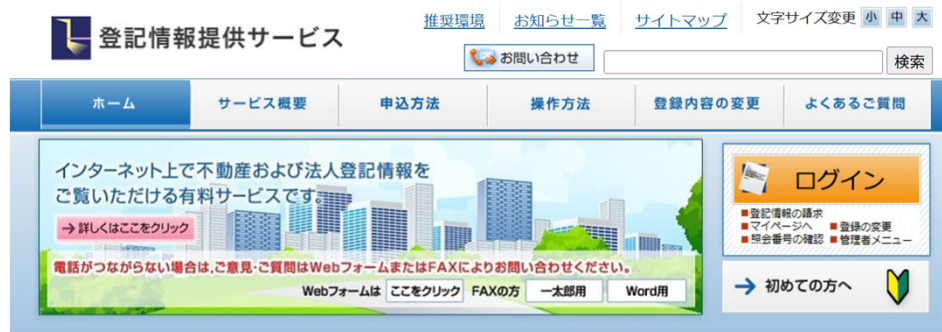 登記情報提供サービス
推奨環境 お知らせ一覧 サイトマップ 文字サイズ変更 小 中 大
お問い合わせ 検索
ホーム サービス概要 申込方法 操作方法 登録内容の変更 よくあるご質問
インターネット上で不動産および法人登記情報を
ご覧いただける有料サービスです。
→詳しくはここをクリック
電話がつながらない場合は、ご意見・ご質問はWebフォームまたはFAXによりお問い合わせください。
Webフォームは ここをクリック FAXの方 一太郎用 Word用
ログイン
■登記情報の請求
■マイページへ ■登録の変更
■照会番号の確認 ■管理者メニュー
→ 初めての方へ